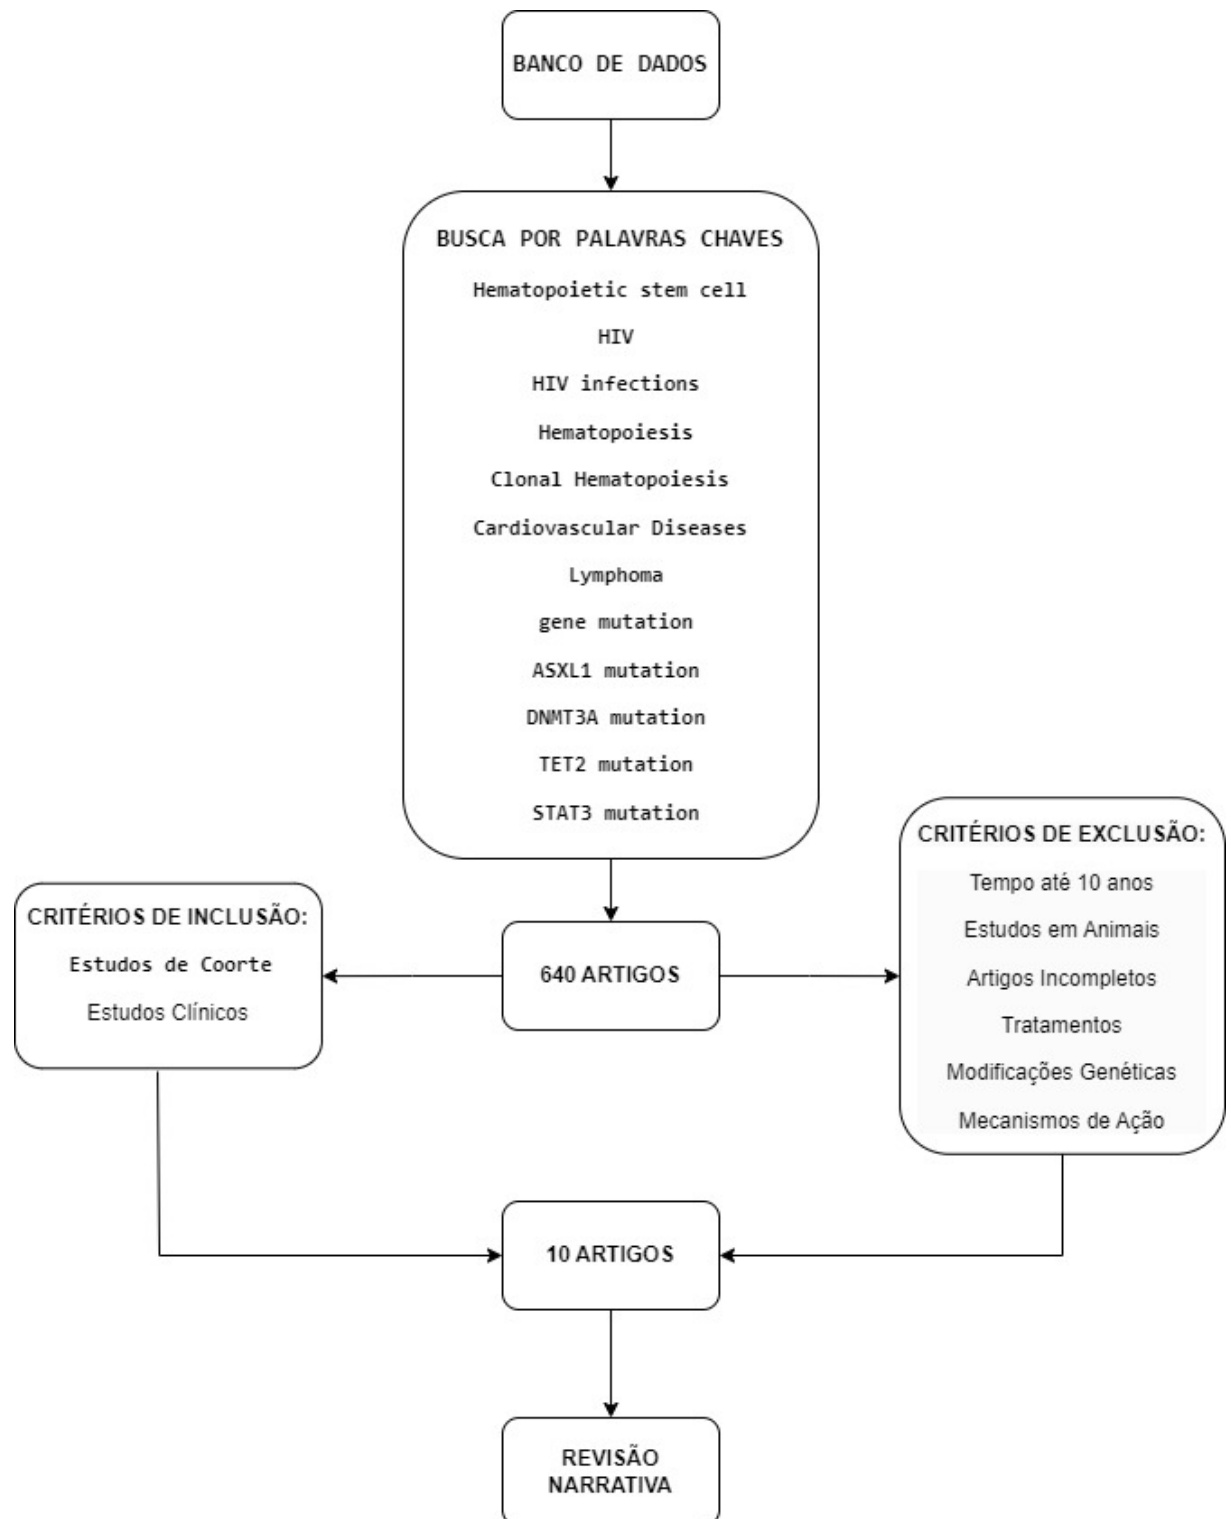 BANCO DE DADOS
BUSCA POR PALAVRAS CHAVES
Hematopoietic stem cell
HIV
HIV infections
Hematopoiesis
Clonal Hematopoiesis
Cardiovascular Diseases
Lymphoma
gene mutation
ASXL1 mutation
DNMT3A mutation
TET2 mutation
STAT3 mutation
640 ARTIGOS
CRITÉRIOS DE INCLUSÃO:
Estudos de Coorte
Estudos Clínicos
CRITÉRIOS DE EXCLUSÃO:
Tempo até 10 anos
Estudos em Animais
Artigos Incompletos
Tratamentos
Modificações Genéticas
Mecanismos de Ação
10 ARTIGOS
REVISÃO
NARRATIVA